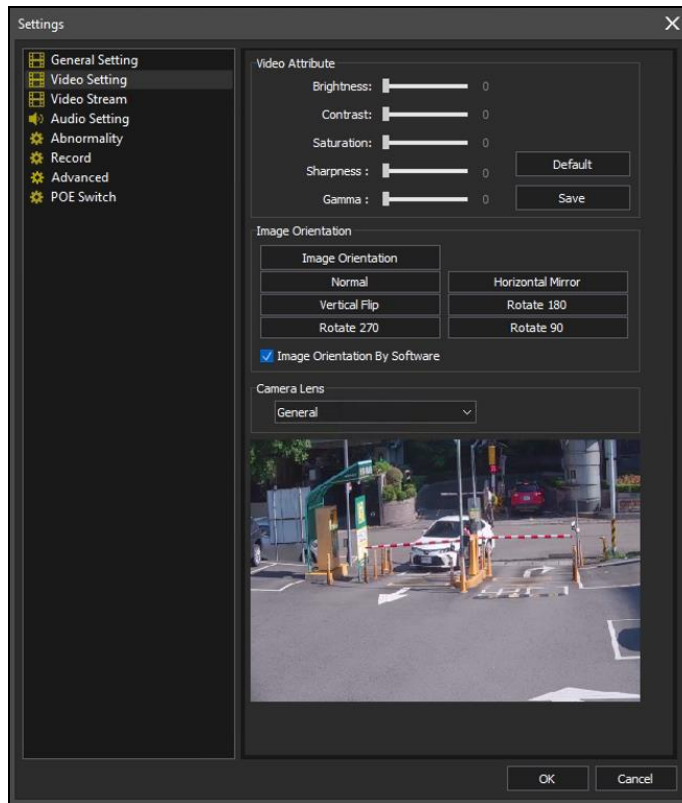 Settings
General Setting
Video Setting
Video Stream
Audio Setting
Abnormality
Record
Advanced
POE Switch
Video Attribute
Brightness: 0
Contrast: 0
Saturation: 0
Sharpness : 0
Default
Gamma : 0
Save
Image Orientation
Image Orientation
Normal
Horizontal Mirror
Vertical Flip
Rotate 180
Rotate 270
Rotate 90
Image Orientation By Software
Camera Lens
General
OK
Cancel